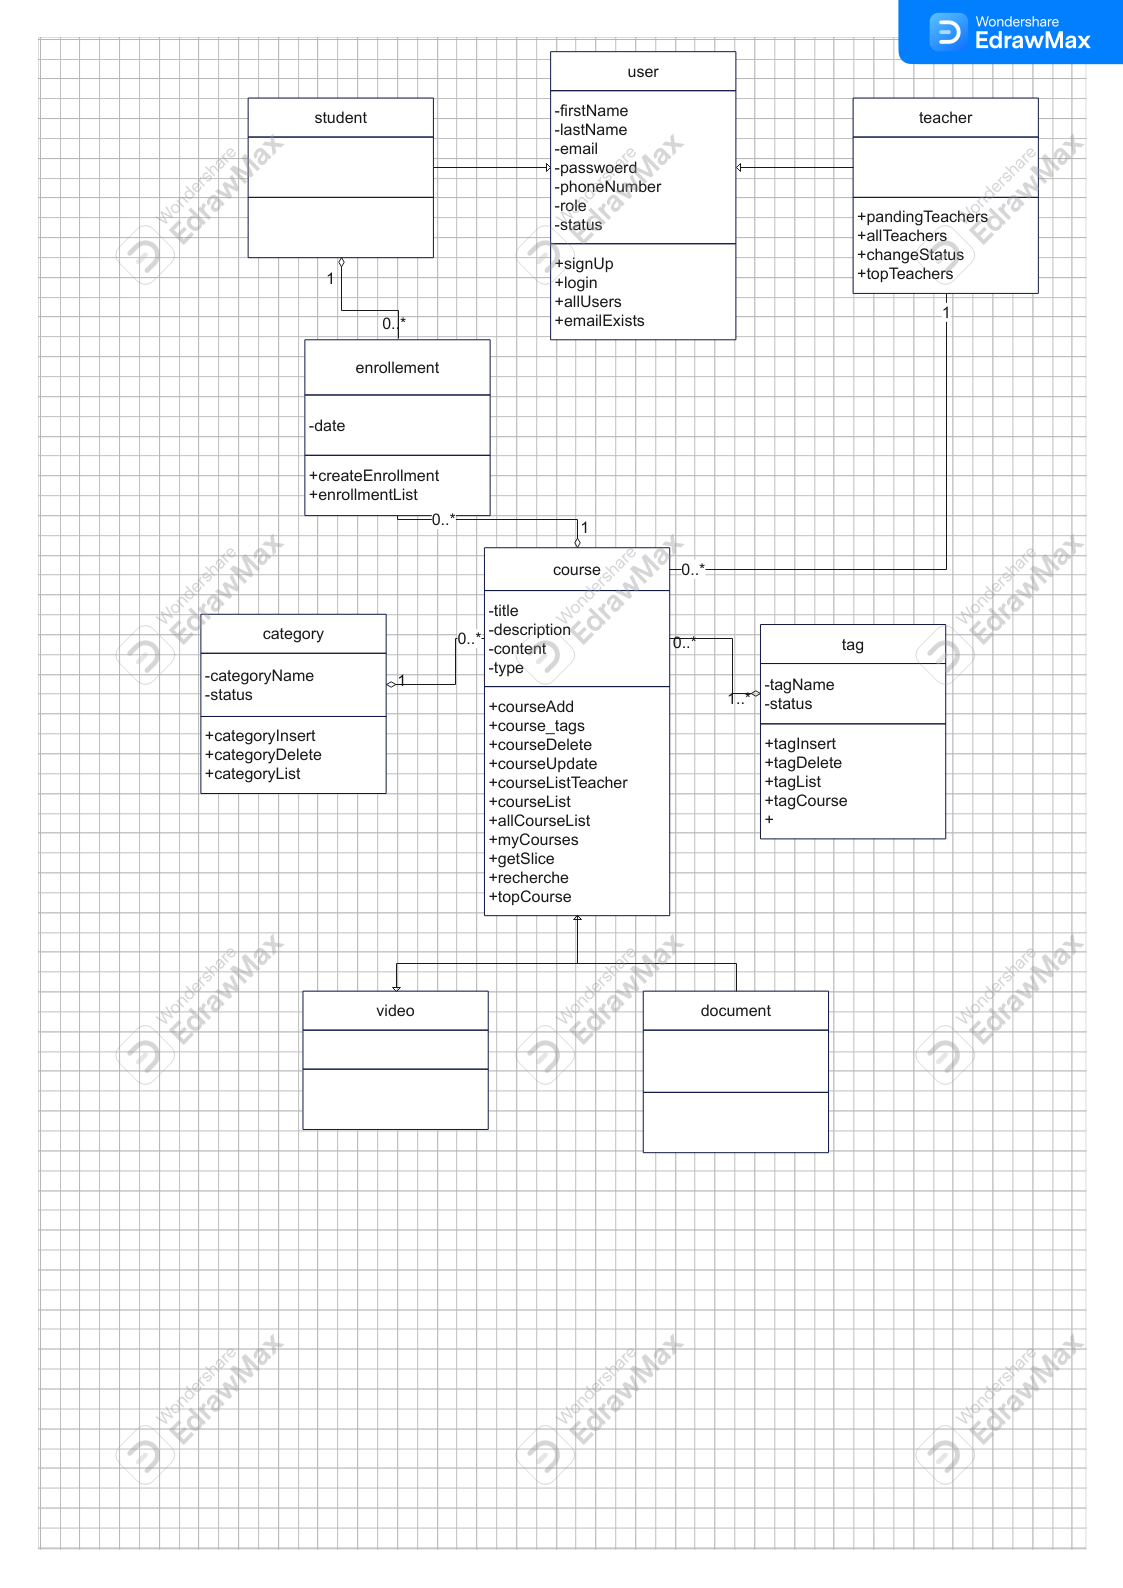 Wondershare
EdrawMax
user
-firstName
-lastName
-email
-passwoerd
-phoneNumber
-role
-status
+signUp
+login
+allUsers
+emailExists
student
teacher
+pandingTeachers
+allTeachers
+changeStatus
+topTeachers
1
0..*
1
enrollement
-date
+createEnrollment
+enrollmentList
0..*
1
course
-title
-description
-content
-type
+courseAdd
+course_tags
+courseDelete
+courseUpdate
+courseListTeacher
+courseList
+allCourseList
+myCourses
+getSlice
+recherche
+topCourse
0..*
category
-categoryName
-status
+categoryInsert
+categoryDelete
+categoryList
0..*
1
0..*
1..*
tag
-tagName
-status
+tagInsert
+tagDelete
+tagList
+tagCourse
+
video
document
Wondershare
EdrawMax
Wondershare
EdrawMax
Wondershare
EdrawMax
Wondershare
EdrawMax
Wondershare
EdrawMax
Wondershare
EdrawMax
Wondershare
EdrawMax
Wondershare
EdrawMax
Wondershare
EdrawMax
Wondershare
EdrawMax
Wondershare
EdrawMax
Wondershare
EdrawMax